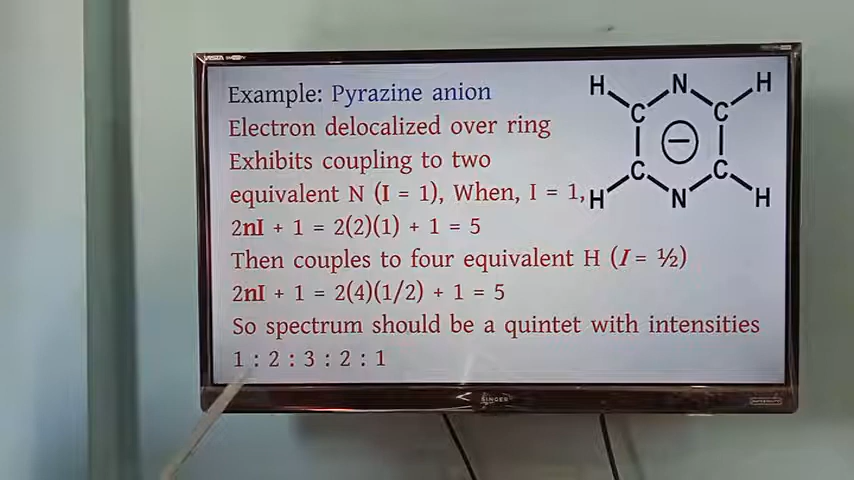 Example: Pyrazine anion
Electron delocalized over ring
Exhibits coupling to two
equivalent N (I = 1), When, I = 1,
2nI + 1 = 2(2)(1) + 1 = 5
Then couples to four equivalent H (I = ½)
2nI + 1 = 2(4)(1/2) + 1 = 5
So spectrum should be a quintet with intensities
1 : 2 : 3 : 2 : 1
H N H
C C
−
C C
H N H
SINGER